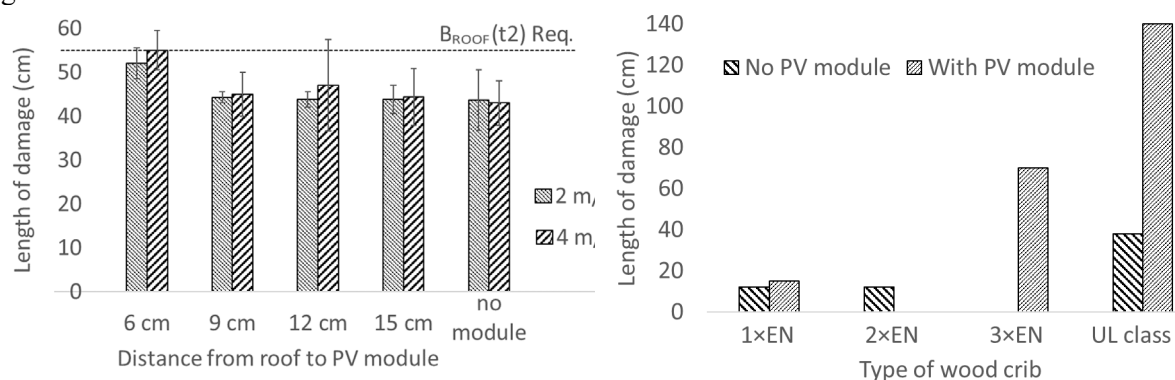 60
50
40
30
20
10
0
Length of damage (cm)
B_ROOF(t2) Req.
2 m/
4 m/
6 cm
9 cm
12 cm
15 cm
no
module
Distance from roof to PV module
140
120
100
80
60
40
20
0
Length of damage (cm)
No PV module
With PV module
1×EN
2×EN
3×EN
UL class
Type of wood crib